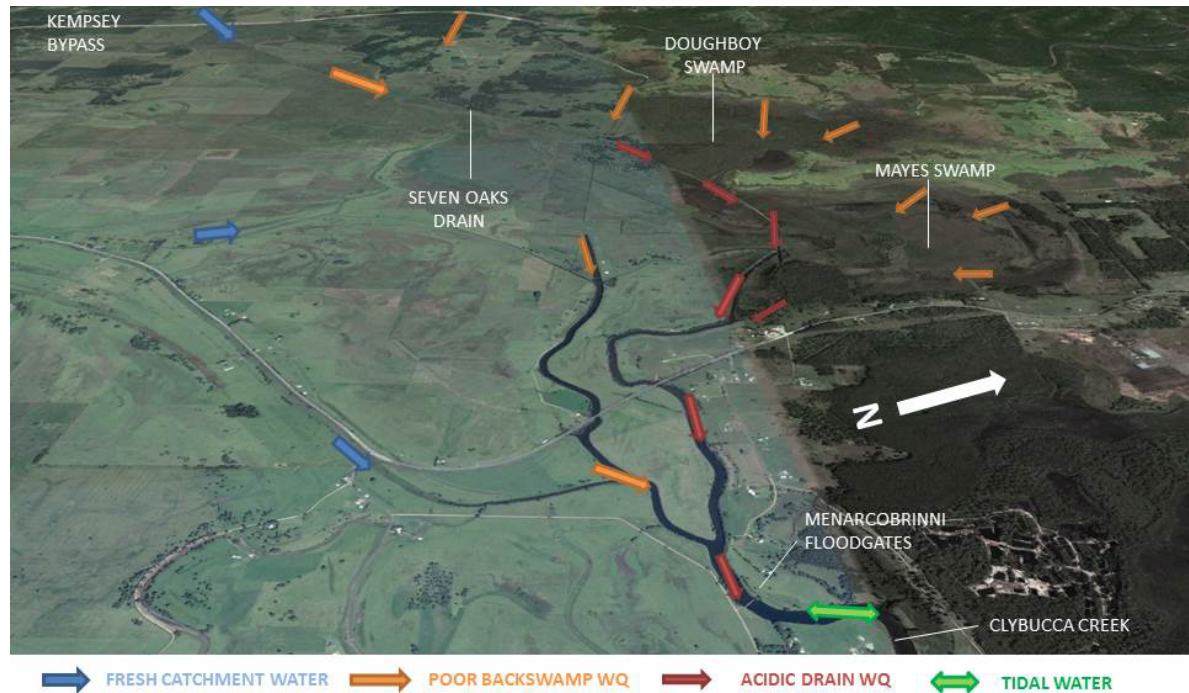 KEMPSEY
BYPASS
DOUGHBOY
SWAMP
MAYES SWAMP
SEVEN OAKS
DRAIN
N
MENARCOBRINNI
FLOODGATES
CLYBUCCA CREEK
FRESH CATCHMENT WATER
POOR BACKSWAMP WQ
ACIDIC DRAIN WQ
TIDAL WATER